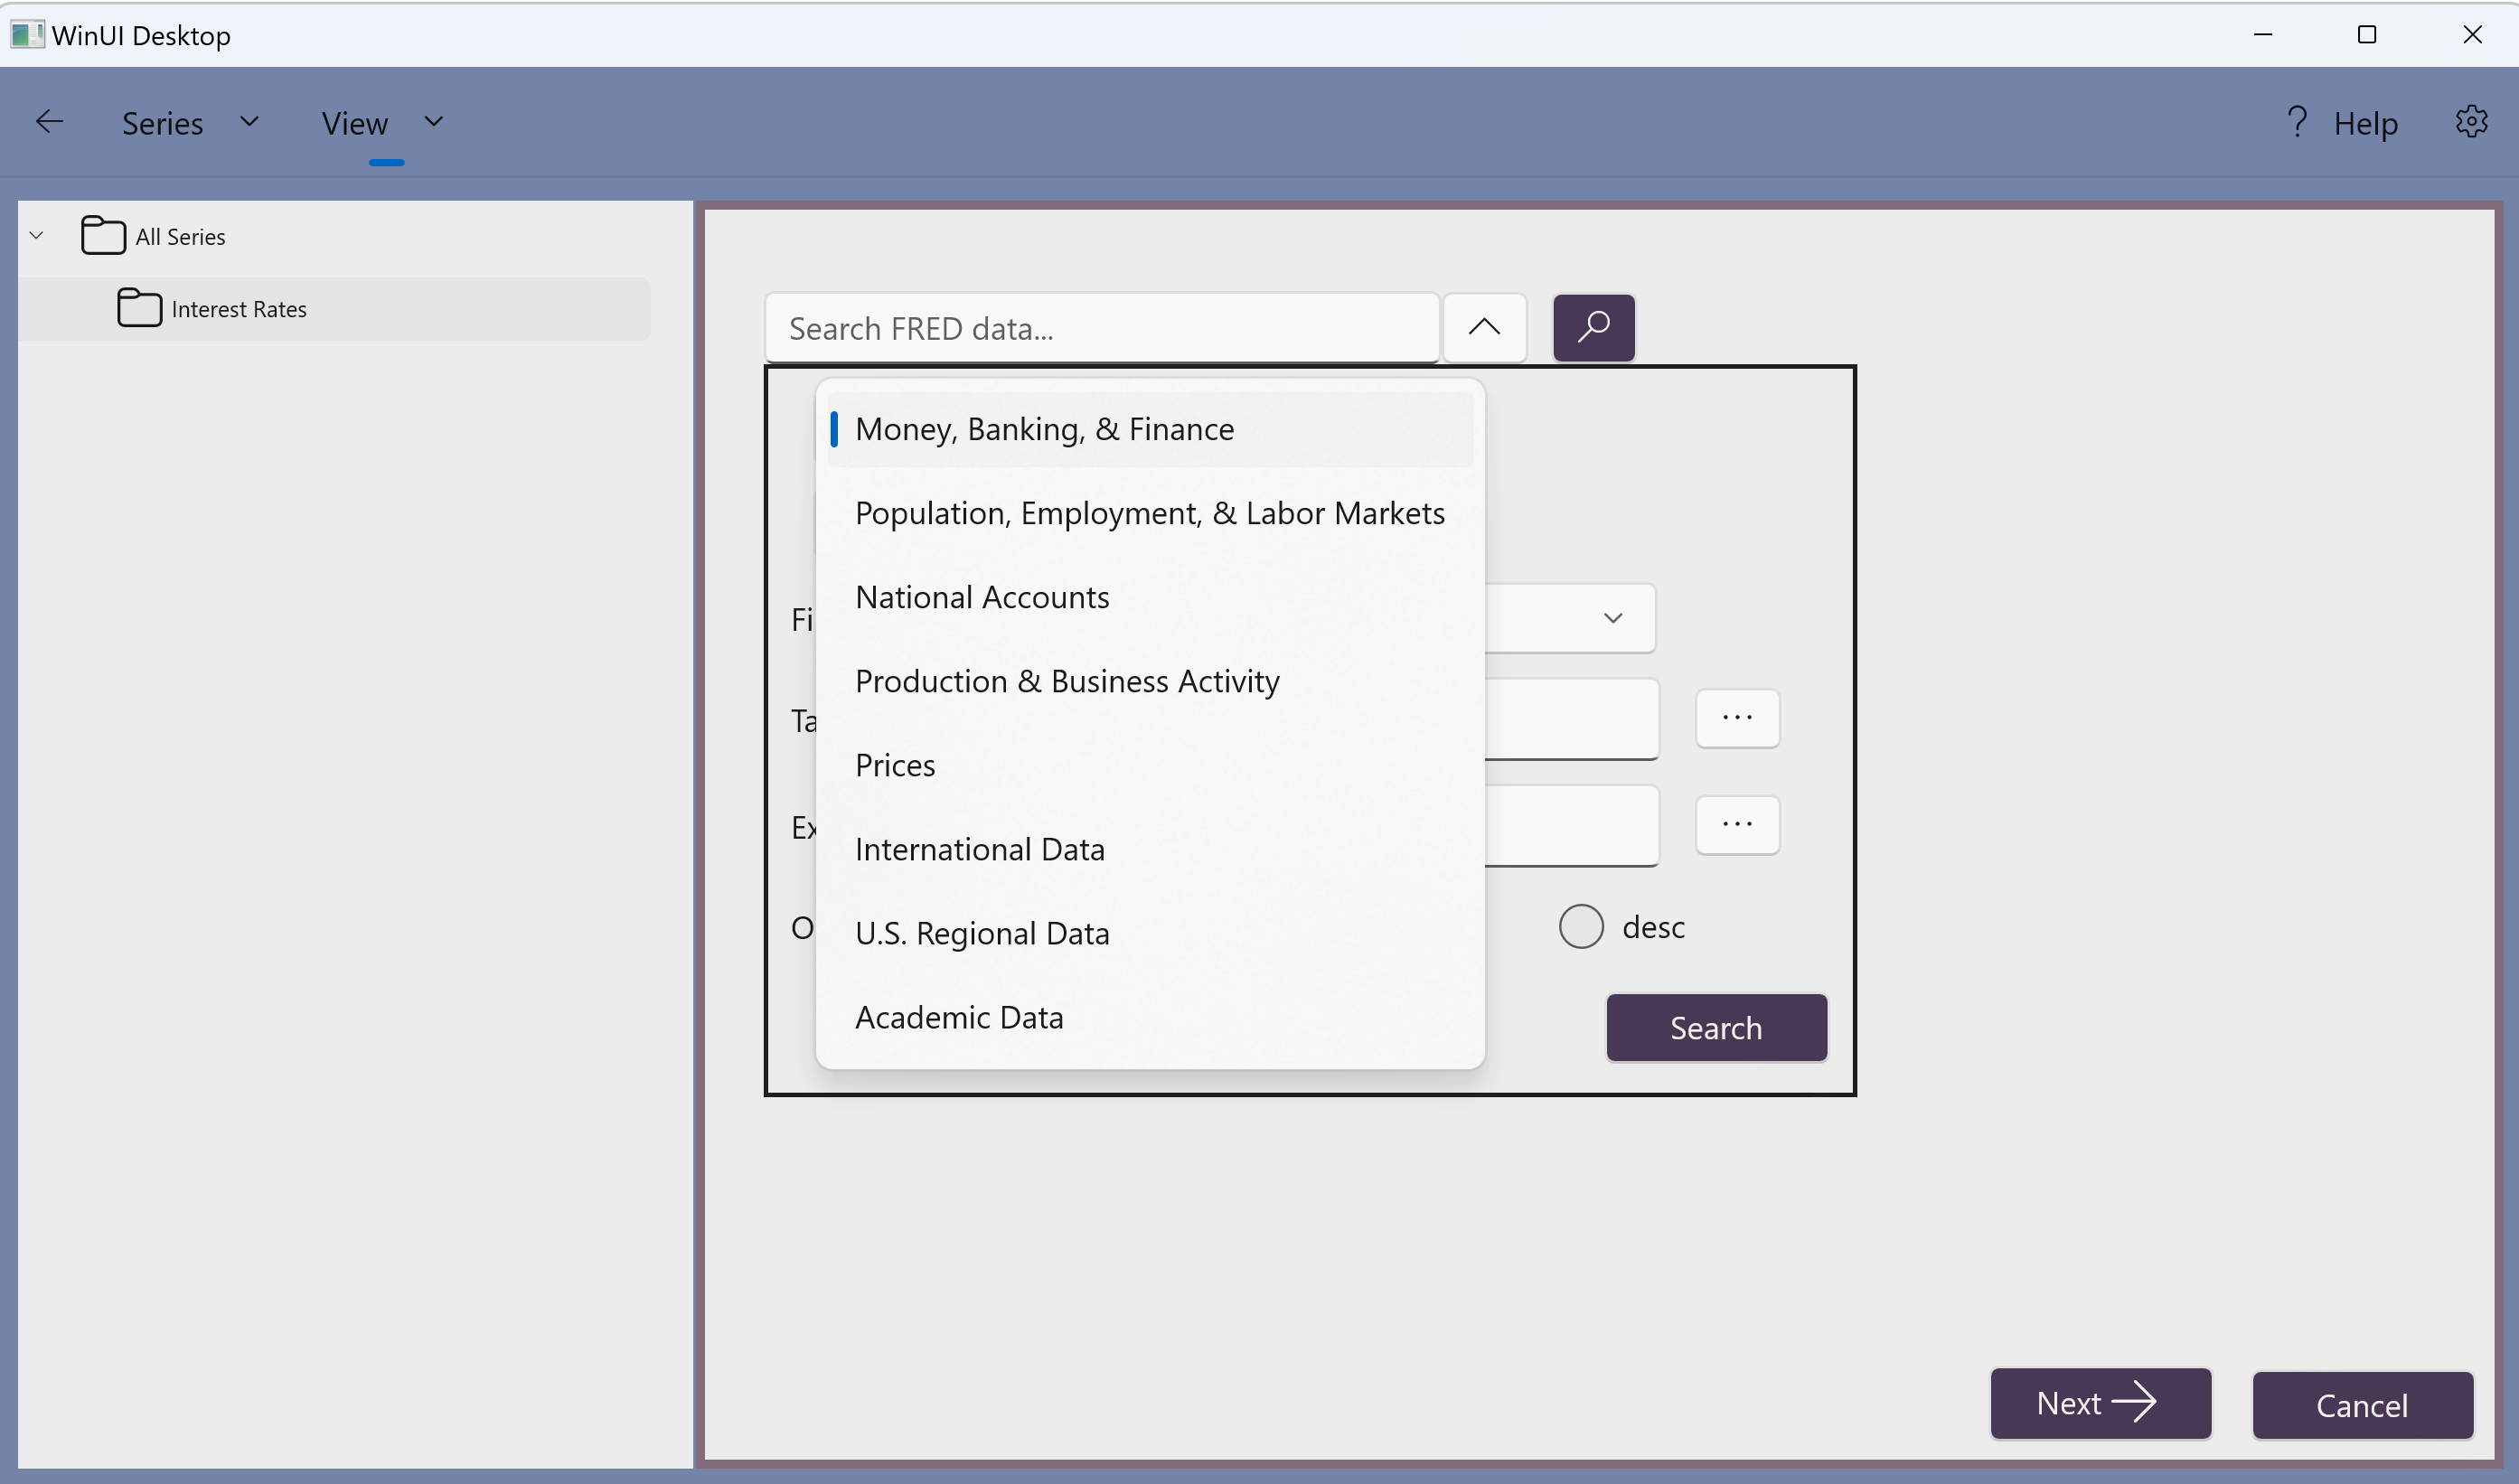 WinUI Desktop
Series
View
? Help
All Series
Interest Rates
Search FRED data...
Money, Banking, & Finance
Population, Employment, & Labor Markets
National Accounts
Fi
Production & Business Activity
Ta
Prices
Ex
International Data
O
U.S. Regional Data
desc
Academic Data
Search
Next
Cancel